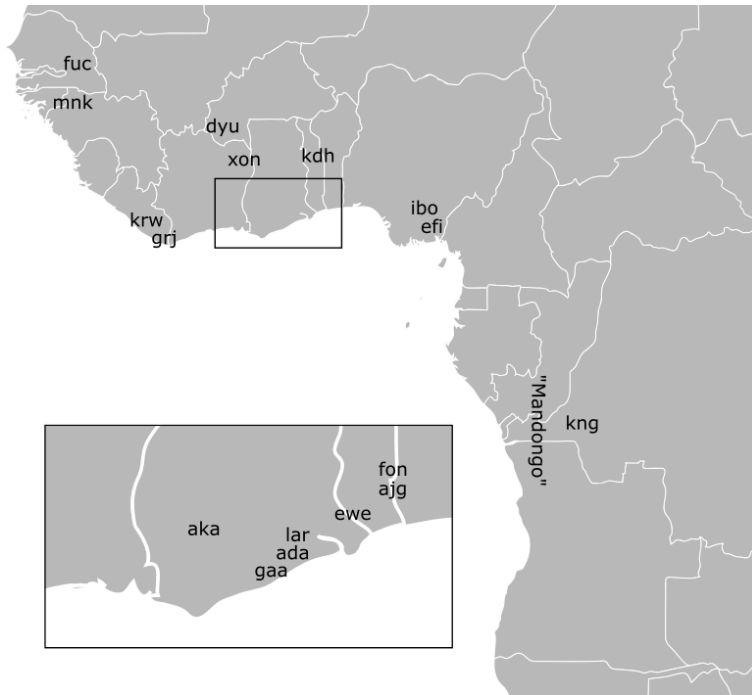 fuc
mnk
dyu
xon
kdh
krw
grj
ibo
efi
"Mandongo"
kng
fon
ajg
ewe
aka
lar
ada
gaa